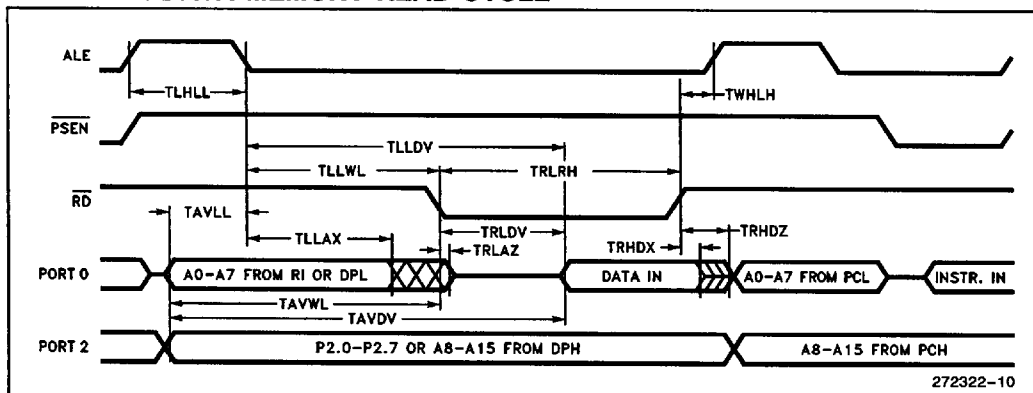 ALE
TLHLL
TWHLH
PSEN
TLLDV
TLLWL
TRLRH
RD
TAVLL
TLLAX
TRLDV
TRLAZ
TRHDX
TRHDZ
PORT 0
A0-A7 FROM RI OR DPL
DATA IN
A0-A7 FROM PCL
INSTR. IN
TAVWL
TAVDV
PORT 2
P2.0-P2.7 OR A8-A15 FROM DPH
A8-A15 FROM PCH
272322-10